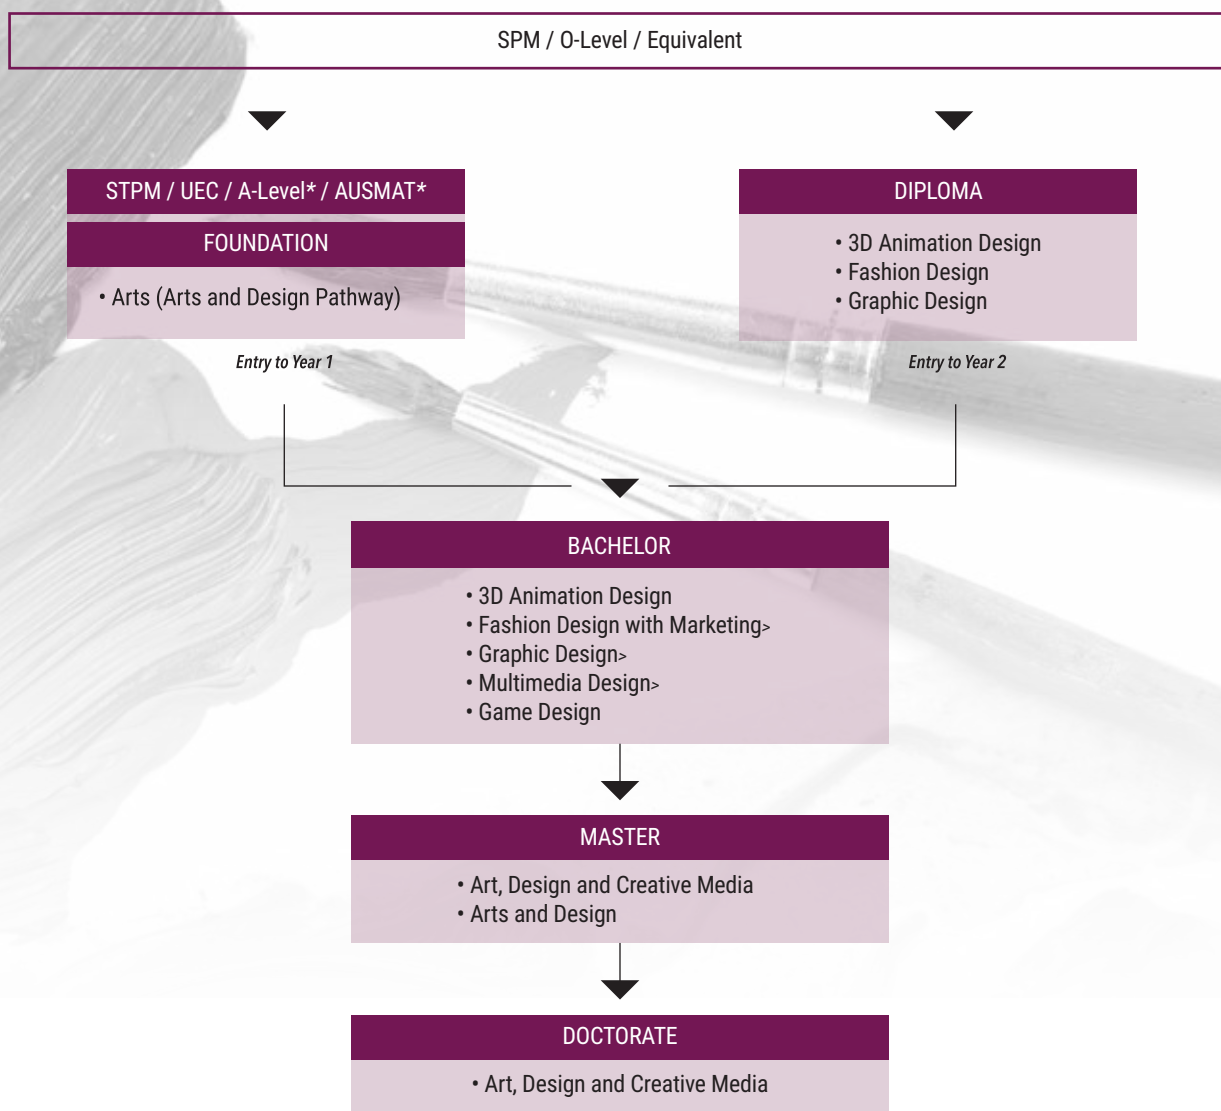 SPM / O-Level / Equivalent
STPM / UEC / A-Level* / AUSMAT*
FOUNDATION
• Arts (Arts and Design Pathway)
Entry to Year 1
DIPLOMA
• 3D Animation Design
• Fashion Design
• Graphic Design
Entry to Year 2
BACHELOR
• 3D Animation Design
• Fashion Design with Marketing>
• Graphic Design>
• Multimedia Design>
• Game Design
MASTER
• Art, Design and Creative Media
• Arts and Design
DOCTORATE
• Art, Design and Creative Media